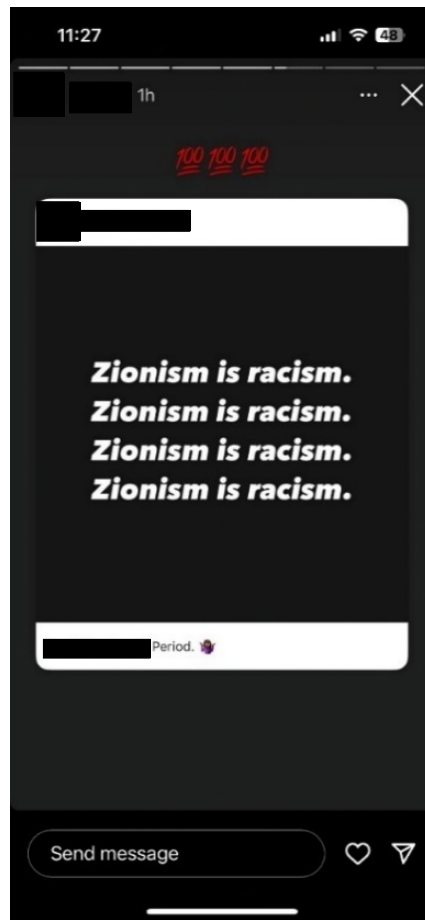 11:27
48
1h
💯 💯 💯
Zionism is racism.
Zionism is racism.
Zionism is racism.
Zionism is racism.
Period. 🤷🏾‍♀️
Send message